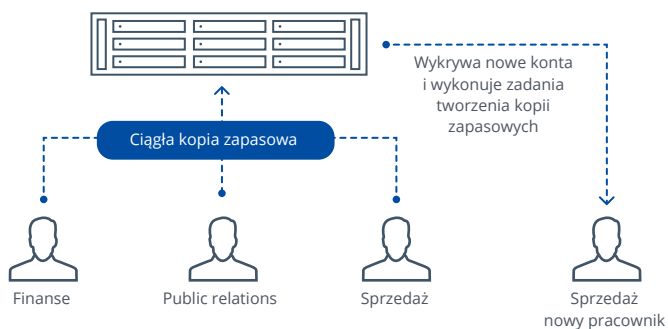 Wykrywa nowe konta
i wykonuje zadania
tworzenia kopii
zapasowych
Ciągła kopia zapasowa
Finanse
Public relations
Sprzedaż
Sprzedaż
nowy pracownik